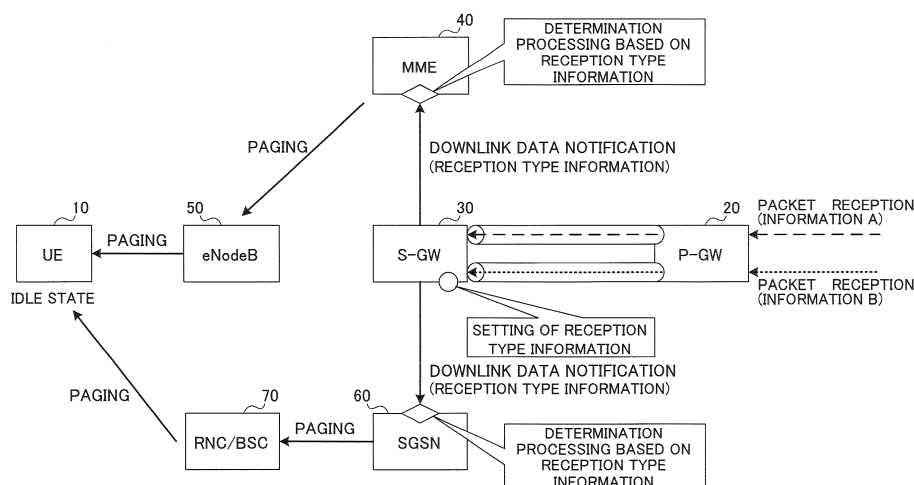 40
DETERMINATION
PROCESSING BASED ON
RECEPTION TYPE
INFORMATION
MME
PAGING
DOWNLINK DATA NOTIFICATION
(RECEPTION TYPE INFORMATION)
10
50
30
20
PACKET RECEPTION
(INFORMATION A)
UE
PAGING
eNodeB
S-GW
P-GW
IDLE STATE
PACKET RECEPTION
(INFORMATION B)
SETTING OF RECEPTION
TYPE INFORMATION
DOWNLINK DATA NOTIFICATION
(RECEPTION TYPE INFORMATION)
PAGING
70
60
RNC/BSC
PAGING
SGSN
DETERMINATION
PROCESSING BASED ON
RECEPTION TYPE
INFORMATION